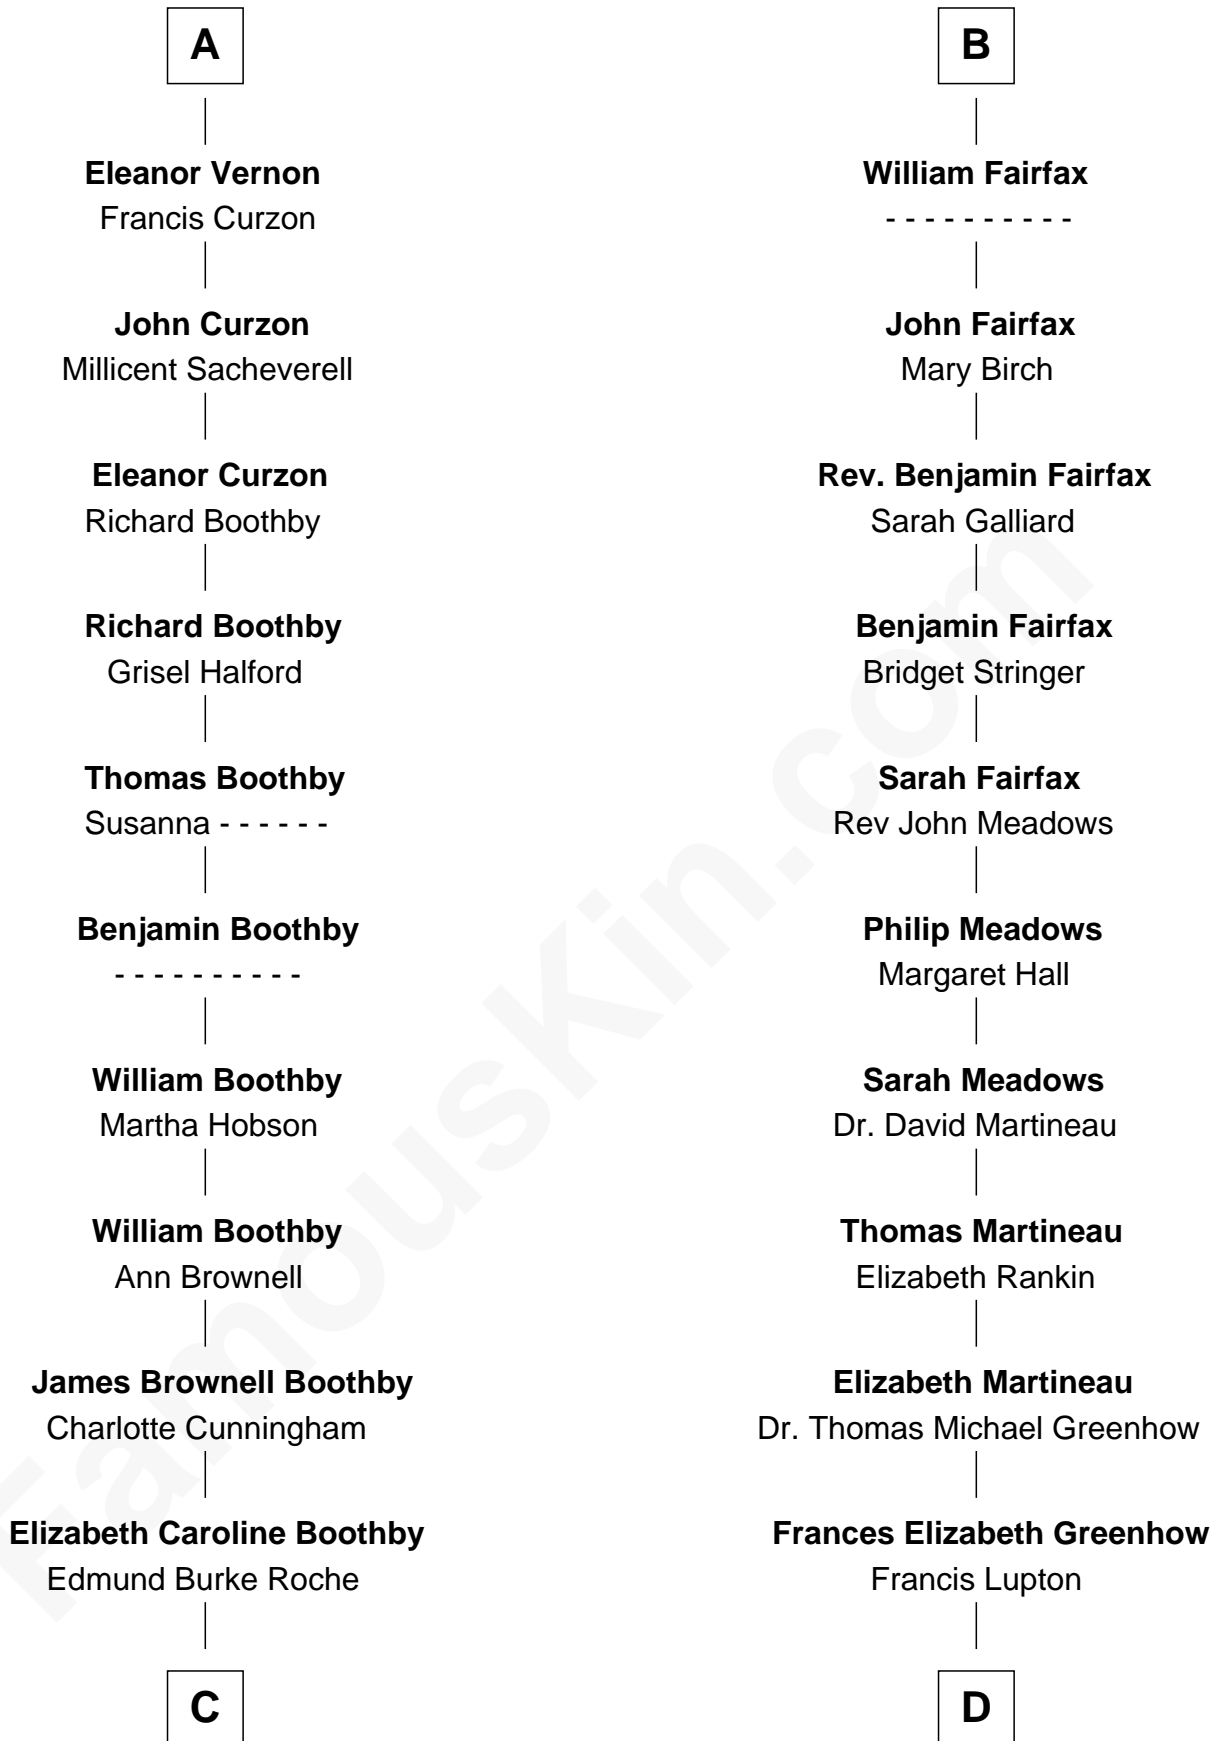 A
Eleanor Vernon
Francis Curzon
John Curzon
Millicent Sacheverell
Eleanor Curzon
Richard Boothby
Richard Boothby
Grisel Halford
Thomas Boothby
Susanna - - - - - -
Benjamin Boothby
- - - - - - - - - -
William Boothby
Martha Hobson
William Boothby
Ann Brownell
James Brownell Boothby
Charlotte Cunningham
Elizabeth Caroline Boothby
Edmund Burke Roche
C
B
William Fairfax
- - - - - - - - - -
John Fairfax
Mary Birch
Rev. Benjamin Fairfax
Sarah Galliard
Benjamin Fairfax
Bridget Stringer
Sarah Fairfax
Rev John Meadows
Philip Meadows
Margaret Hall
Sarah Meadows
Dr. David Martineau
Thomas Martineau
Elizabeth Rankin
Elizabeth Martineau
Dr. Thomas Michael Greenhow
Frances Elizabeth Greenhow
Francis Lupton
D
FamousKin.com